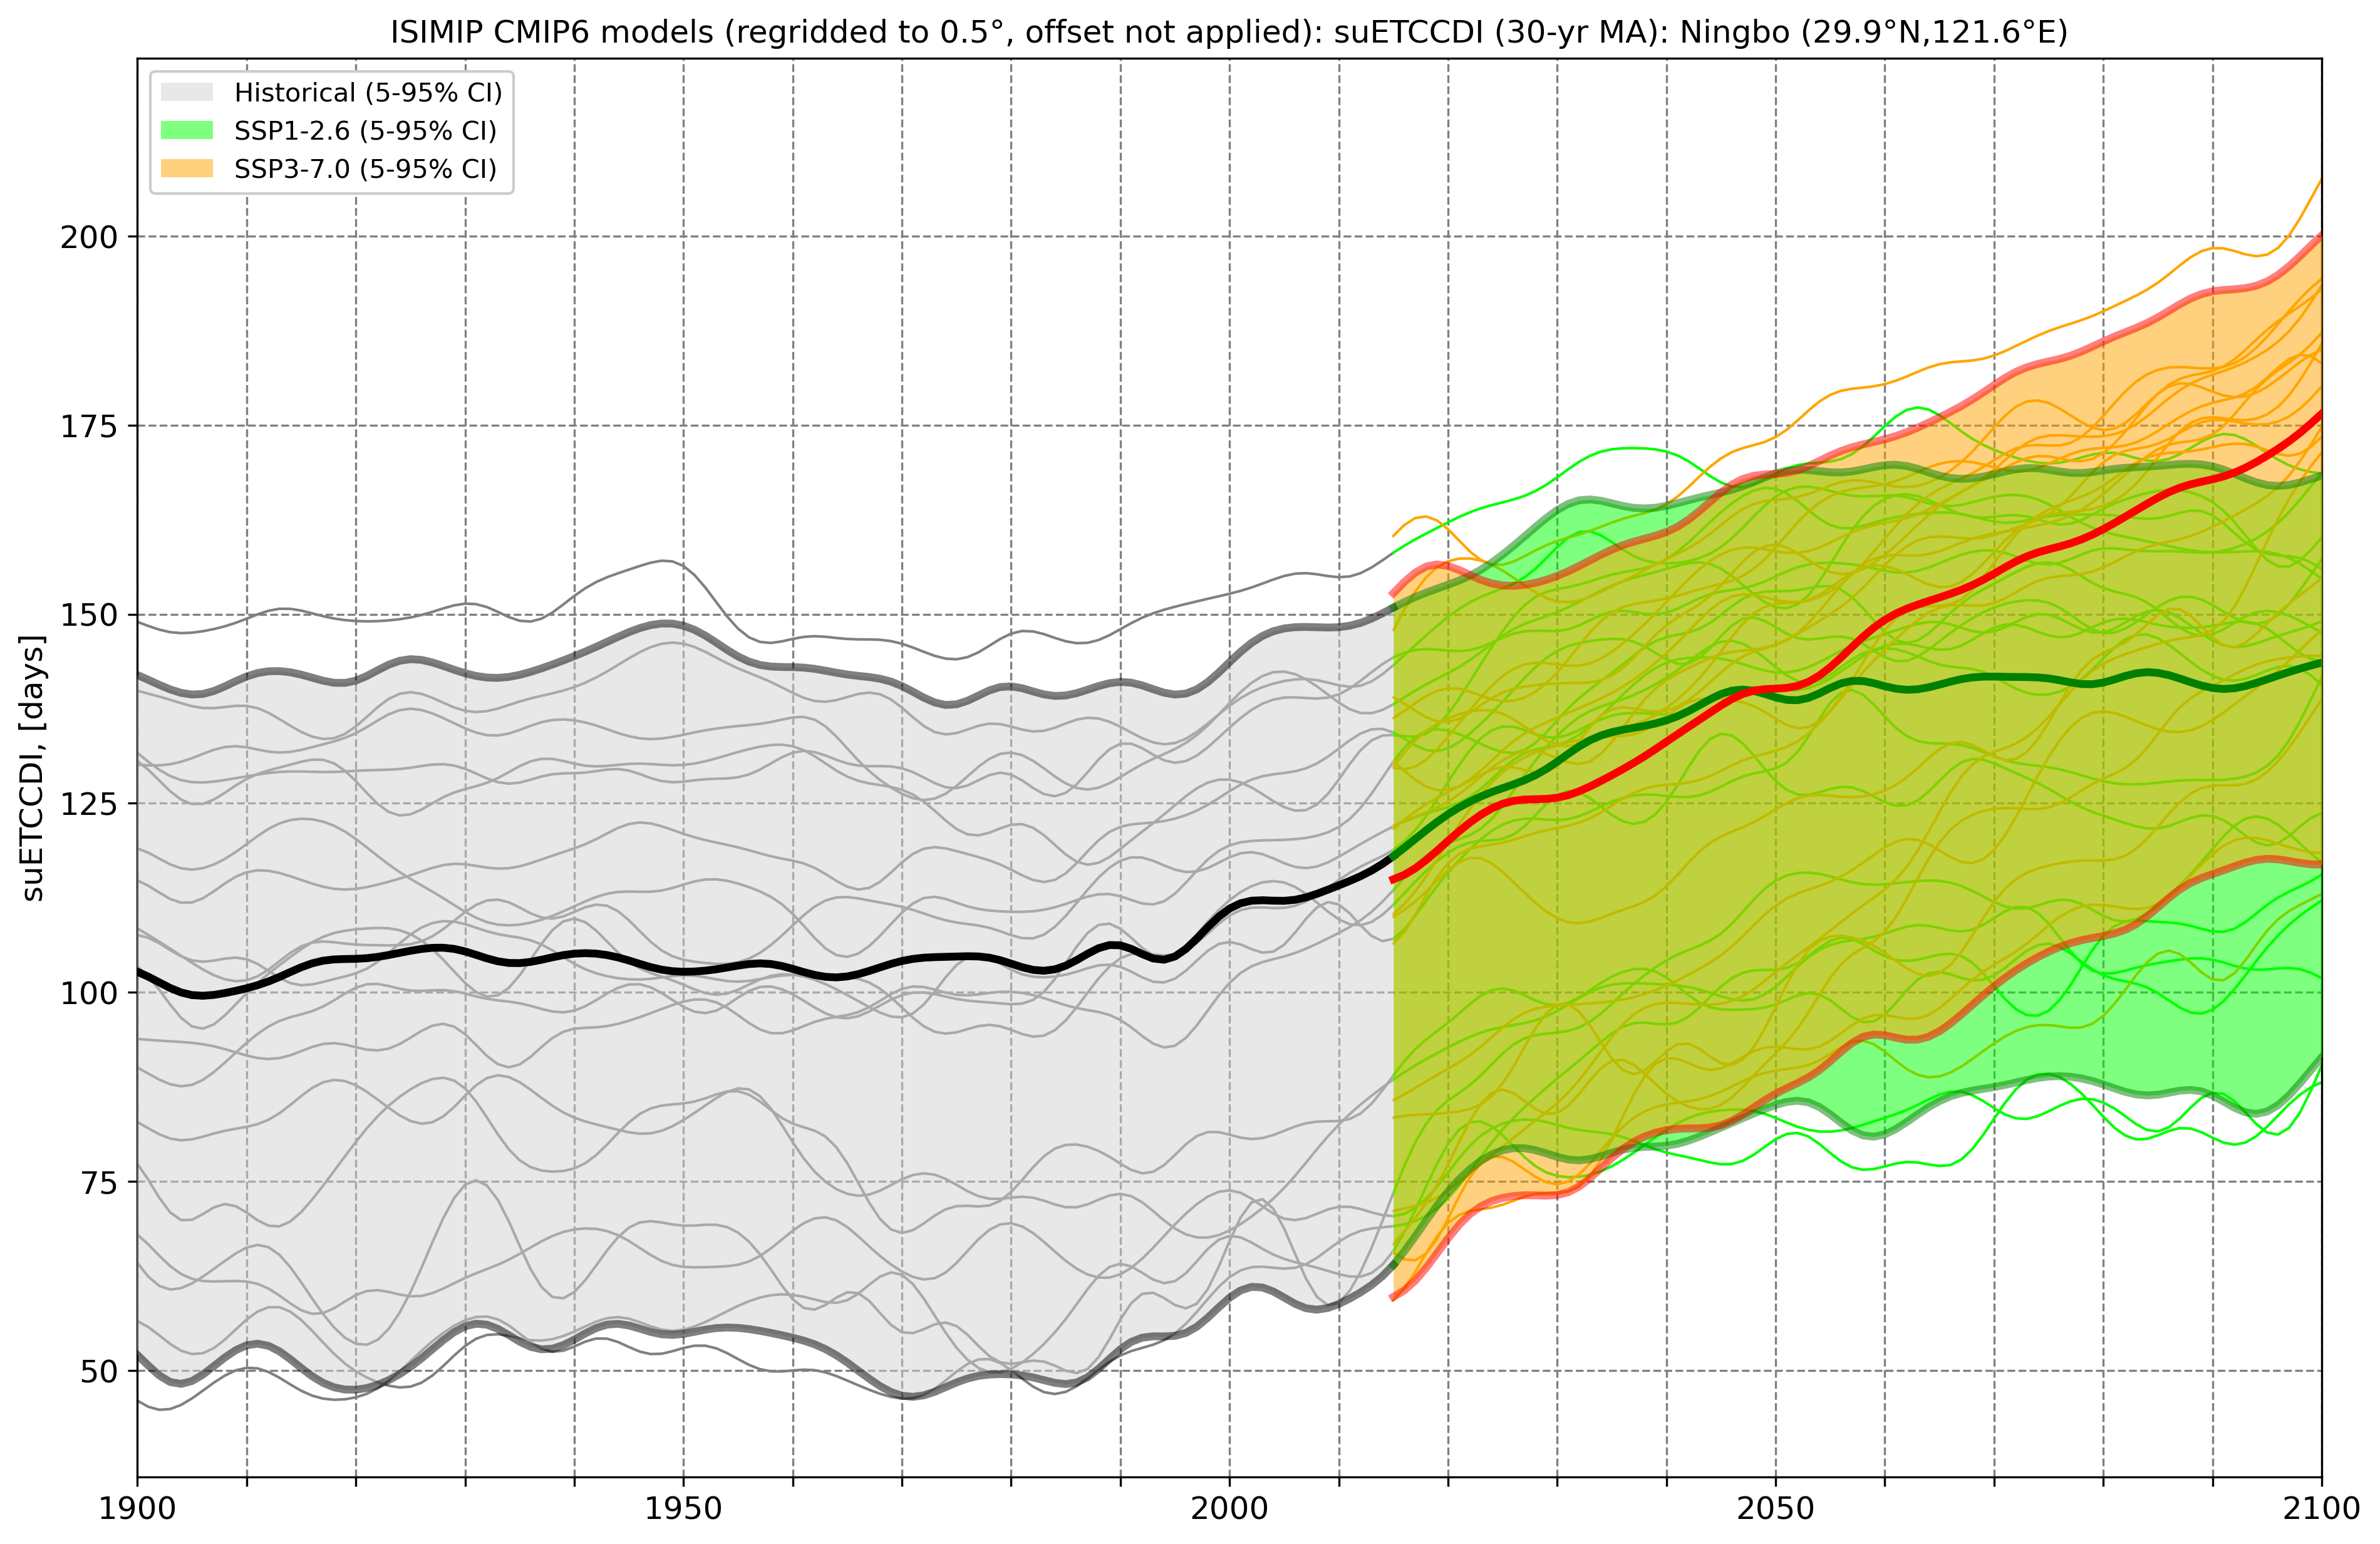 ISIMIP CMIP6 models (regridded to 0.5°, offset not applied): suETCCDI (30-yr MA): Ningbo (29.9°N,121.6°E)
Historical (5-95% CI)
SSP1-2.6 (5-95% CI)
SSP3-7.0 (5-95% CI)
suETCCDI, [days]
200
175
150
125
100
75
50
1900
1950
2000
2050
2100